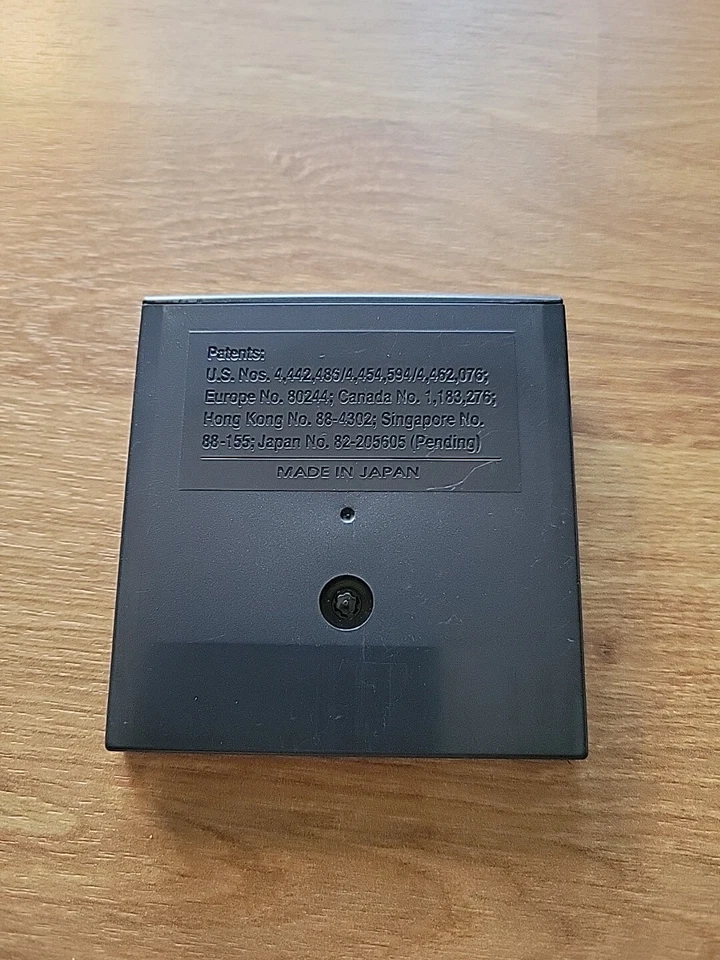 Patents:
U.S. Nos. 4,442,486/4,454,594/4,462,076;
Europe No. 80244; Canada No. 1,183,276;
Hong Kong No. 88-4302; Singapore No.
88-155; Japan No. 82-205605 (Pending)
MADE IN JAPAN